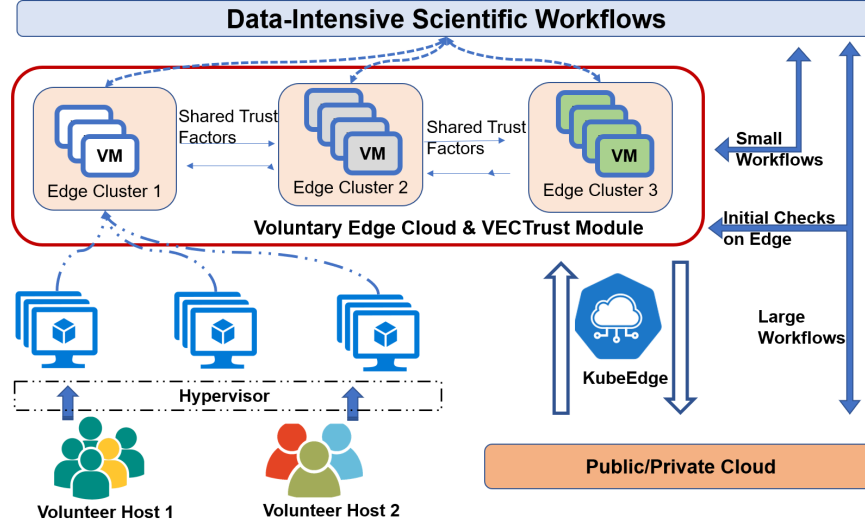 Data-Intensive Scientific Workflows
Shared Trust
Factors
Shared Trust
Factors
VM
VM
VM
Edge Cluster 1
Edge Cluster 2
Edge Cluster 3
Small
Workflows
Voluntary Edge Cloud & VECTrust Module
Initial Checks
on Edge
Large
Workflows
KubeEdge
Hypervisor
Public/Private Cloud
Volunteer Host 1
Volunteer Host 2